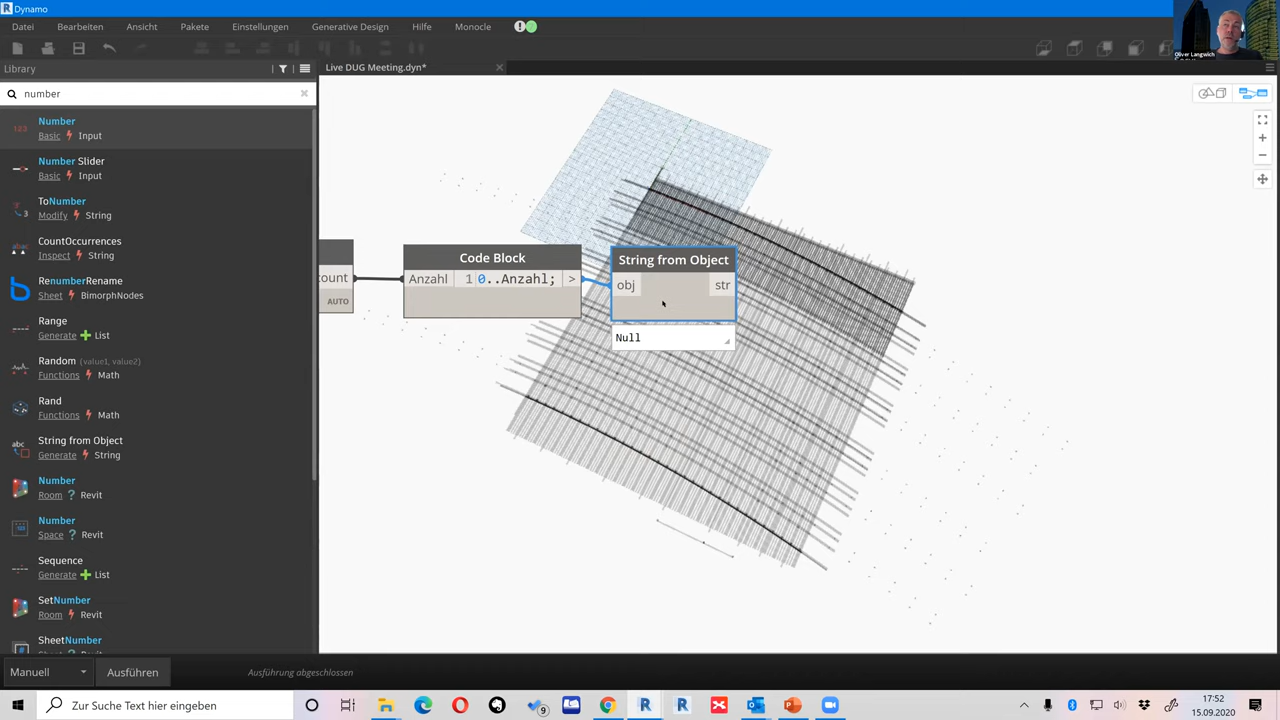 Dynamo
Datei Bearbeiten Ansicht Pakete Einstellungen Generative Design Hilfe Monocle
Oliver Langwich
Library
Live DUG Meeting.dyn*
number
Number
Basic Input
Number Slider
Basic Input
ToNumber
Modify String
CountOccurrences
Inspect String
RenumberRename
Sheet BimorphNodes
Range
Generate List
Random (value1, value2)
Functions Math
Rand
Functions Math
String from Object
Generate String
Number
Room ? Revit
Number
Space ? Revit
Sequence
Generate List
SetNumber
Room Revit
SheetNumber
ount
AUTO
Code Block
Anzahl 1 0..Anzahl; >
String from Object
obj str
Null
Manuell Ausführen Ausführung abgeschlossen
Zur Suche Text hier eingeben
9
17:52
15.09.2020